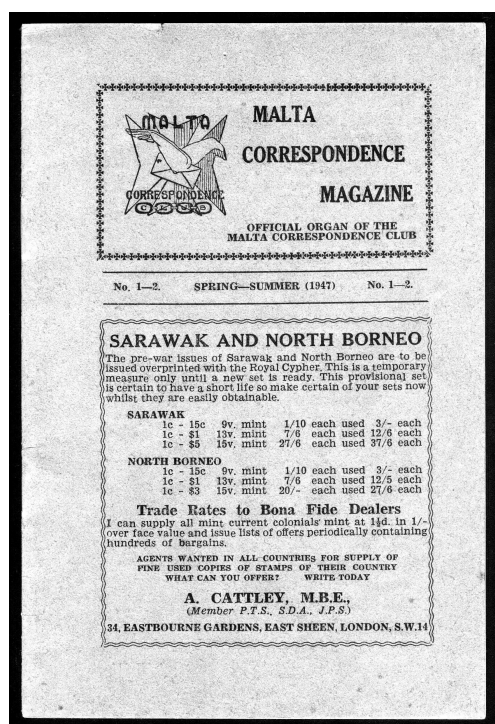 MALTA
CORRESPONDENCE
CLUB
MALTA
CORRESPONDENCE
MAGAZINE
OFFICIAL ORGAN OF THE
MALTA CORRESPONDENCE CLUB
No. 1—2. SPRING—SUMMER (1947) No. 1—2.
SARAWAK AND NORTH BORNEO
The pre-war issues of Sarawak and North Borneo are to be
issued overprinted with the Royal Cypher. This is a temporary
measure only until a new set is ready. This provisional set
is certain to have a short life so make certain of your sets now
whilst they are easily obtainable.
SARAWAK
1c - 15c 9v. mint 1/10 each used 3/- each
1c - $1 13v. mint 7/6 each used 12/6 each
1c - $5 15v. mint 27/6 each used 37/6 each
NORTH BORNEO
1c - 15c 9v. mint 1/10 each used 3/- each
1c - $1 13v. mint 7/6 each used 12/5 each
1c - $3 15v. mint 20/- each used 27/6 each
Trade Rates to Bona Fide Dealers
I can supply all mint current colonials' mint at 1½d. in 1/-
over face value and issue lists of offers periodically containing
hundreds of bargains.
AGENTS WANTED IN ALL COUNTRIES FOR SUPPLY OF
FINE USED COPIES OF STAMPS OF THEIR COUNTRY
WHAT CAN YOU OFFER? WRITE TODAY
A. CATTLEY, M.B.E.,
(Member P.T.S., S.D.A., J.P.S.)
34, EASTBOURNE GARDENS, EAST SHEEN, LONDON, S.W.14